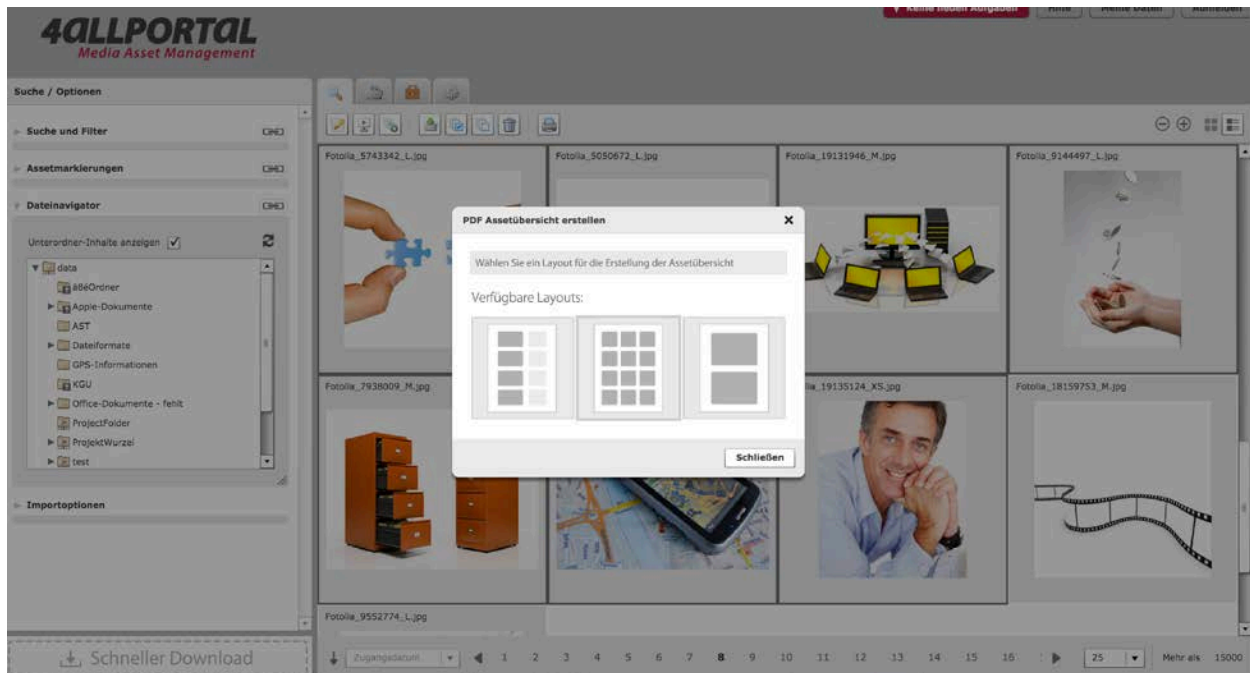 4ALLPORTAL
Media Asset Management
Keine neuen Aufgaben
Hilfe
Meine Daten
Abmelden
Suche / Optionen
Suche und Filter
Assetmarkierungen
Dateinavigator
Unterordner-Inhalte anzeigen
data
äßéOrdner
Apple-Dokumente
AST
Dateiformate
GPS-Informationen
KGU
Office-Dokumente - fehlt
ProjectFolder
ProjektWurzel
test
Importoptionen
Schneller Download
Fotolia_5743342_L.jpg
Fotolia_5050672_L.jpg
Fotolia_19131946_M.jpg
Fotolia_9144497_L.jpg
PDF Assetübersicht erstellen
Wählen Sie ein Layout für die Erstellung der Assetübersicht
Verfügbare Layouts:
Schließen
Fotolia_7938009_M.jpg
lia_19135124_XS.jpg
Fotolia_18159753_M.jpg
Fotolia_9552774_L.jpg
Zugangsdatum
1 2 3 4 5 6 7 8 9 10 11 12 13 14 15 16
25
Mehr als 15000